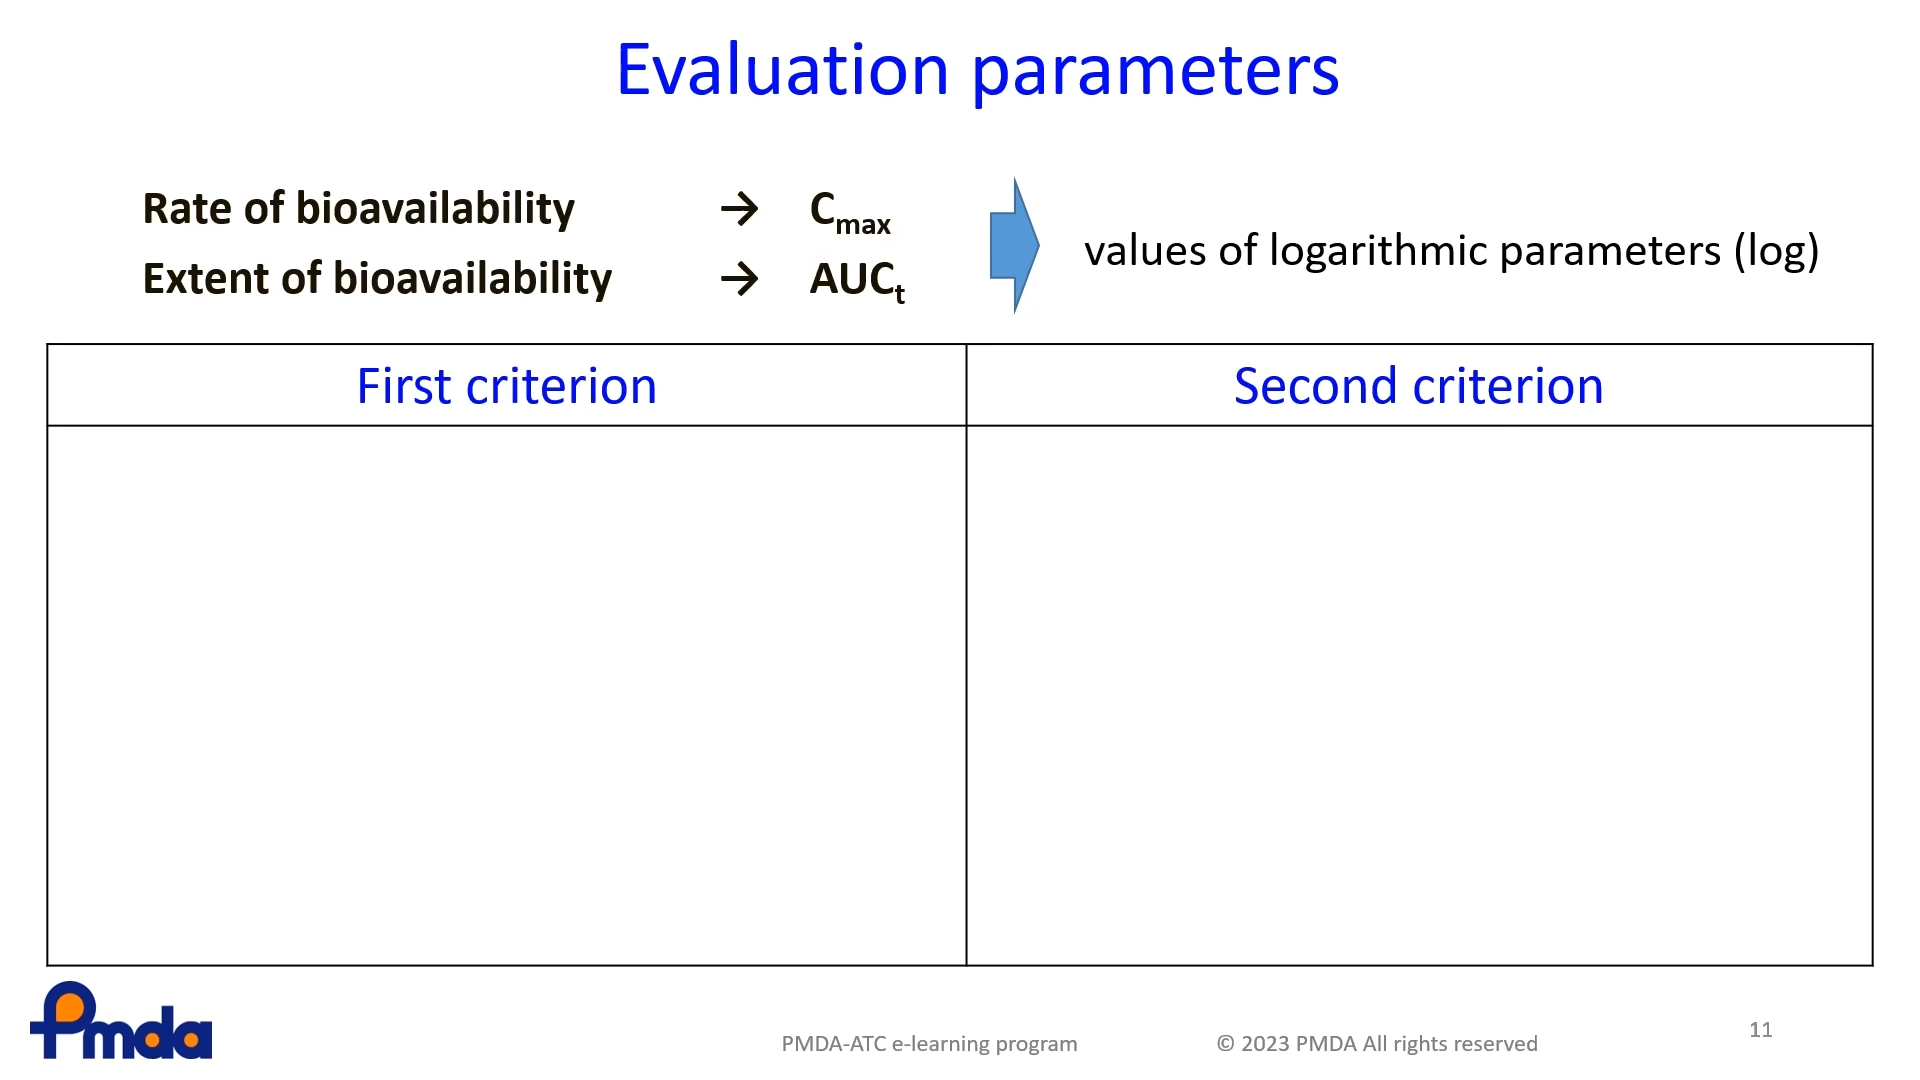 Evaluation parameters
Rate of bioavailability → Cmax
Extent of bioavailability → AUCt
values of logarithmic parameters (log)
First criterion
Second criterion
Pmda
PMDA-ATC e-learning program
© 2023 PMDA All rights reserved
11